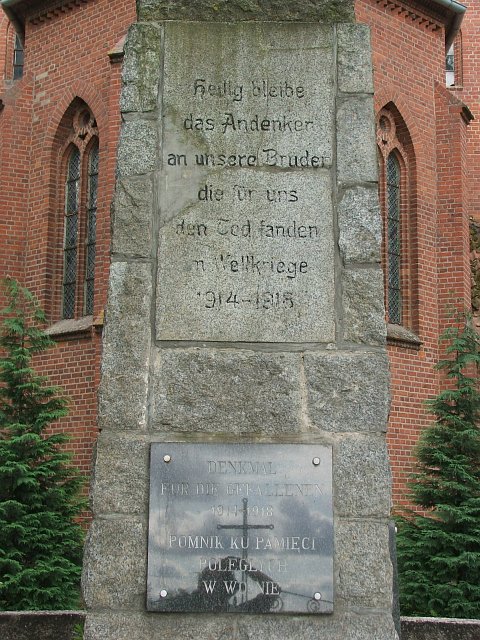 Heilig bleibe
das Andenken
an unsere Brüder
die für uns
den Tod fanden
im Weltkriege
1914-1918
DENKMAL
FÜR DIE GEFALLENEN
1914-1918
POMNIK KU PAMIĘCI
POLEGŁYCH
W WOJNIE